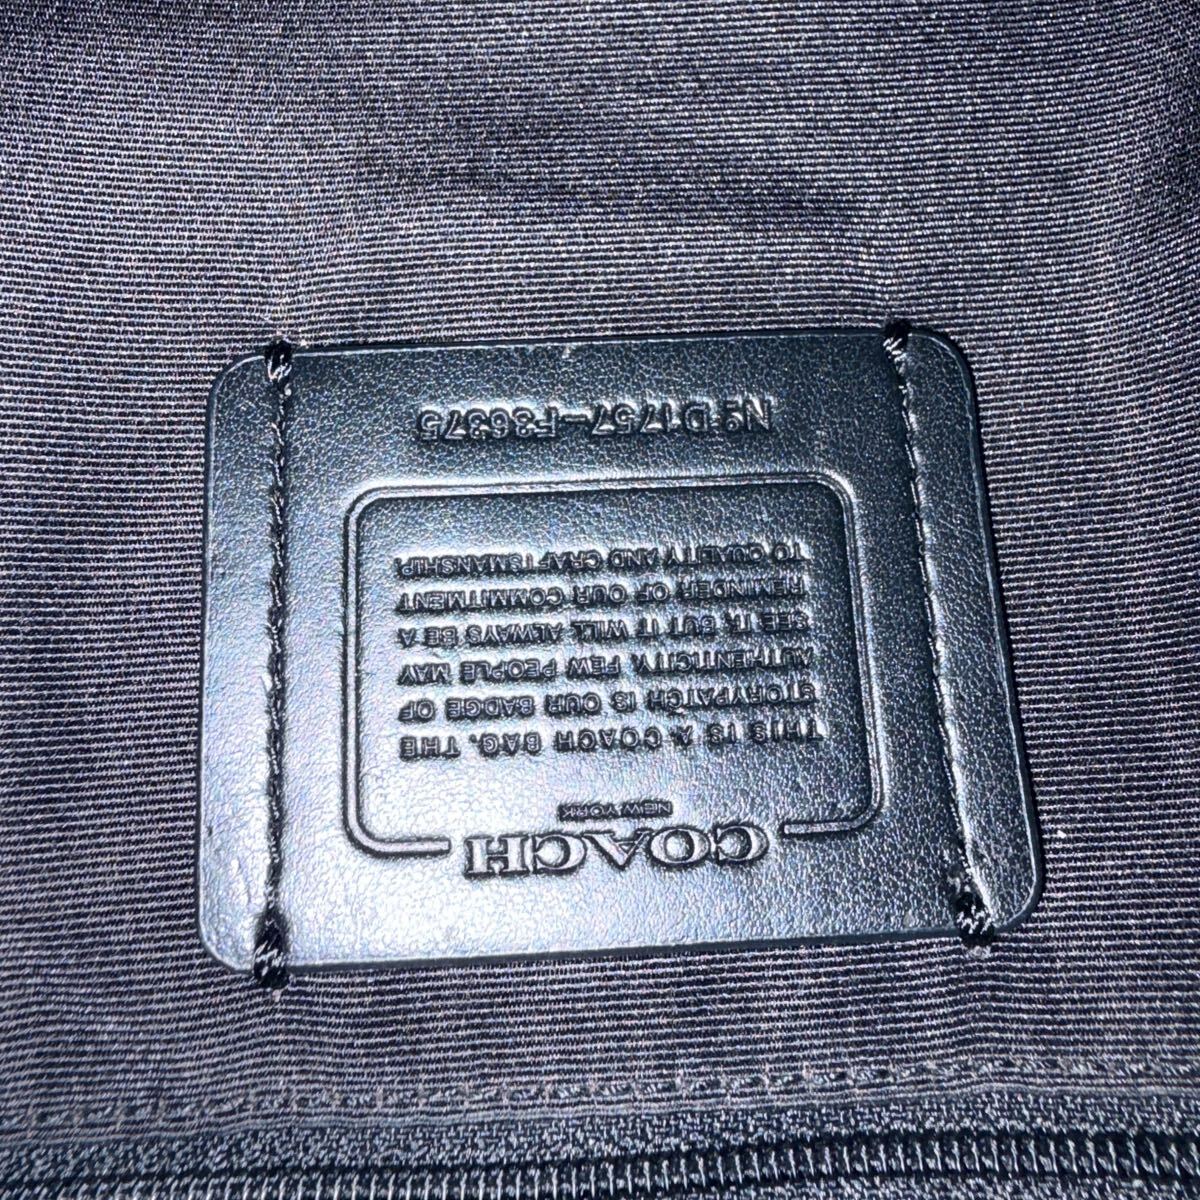 COACH
NEW YORK
THIS IS A COACH BAG. THE
STORYPATCH IS OUR BADGE OF
AUTHENTICITY. FEW PEOPLE MAY
SEE IT, BUT IT WILL ALWAYS BE A
REMINDER OF OUR COMMITMENT
TO QUALITY AND CRAFTSMANSHIP.
Nº D1757-F36375